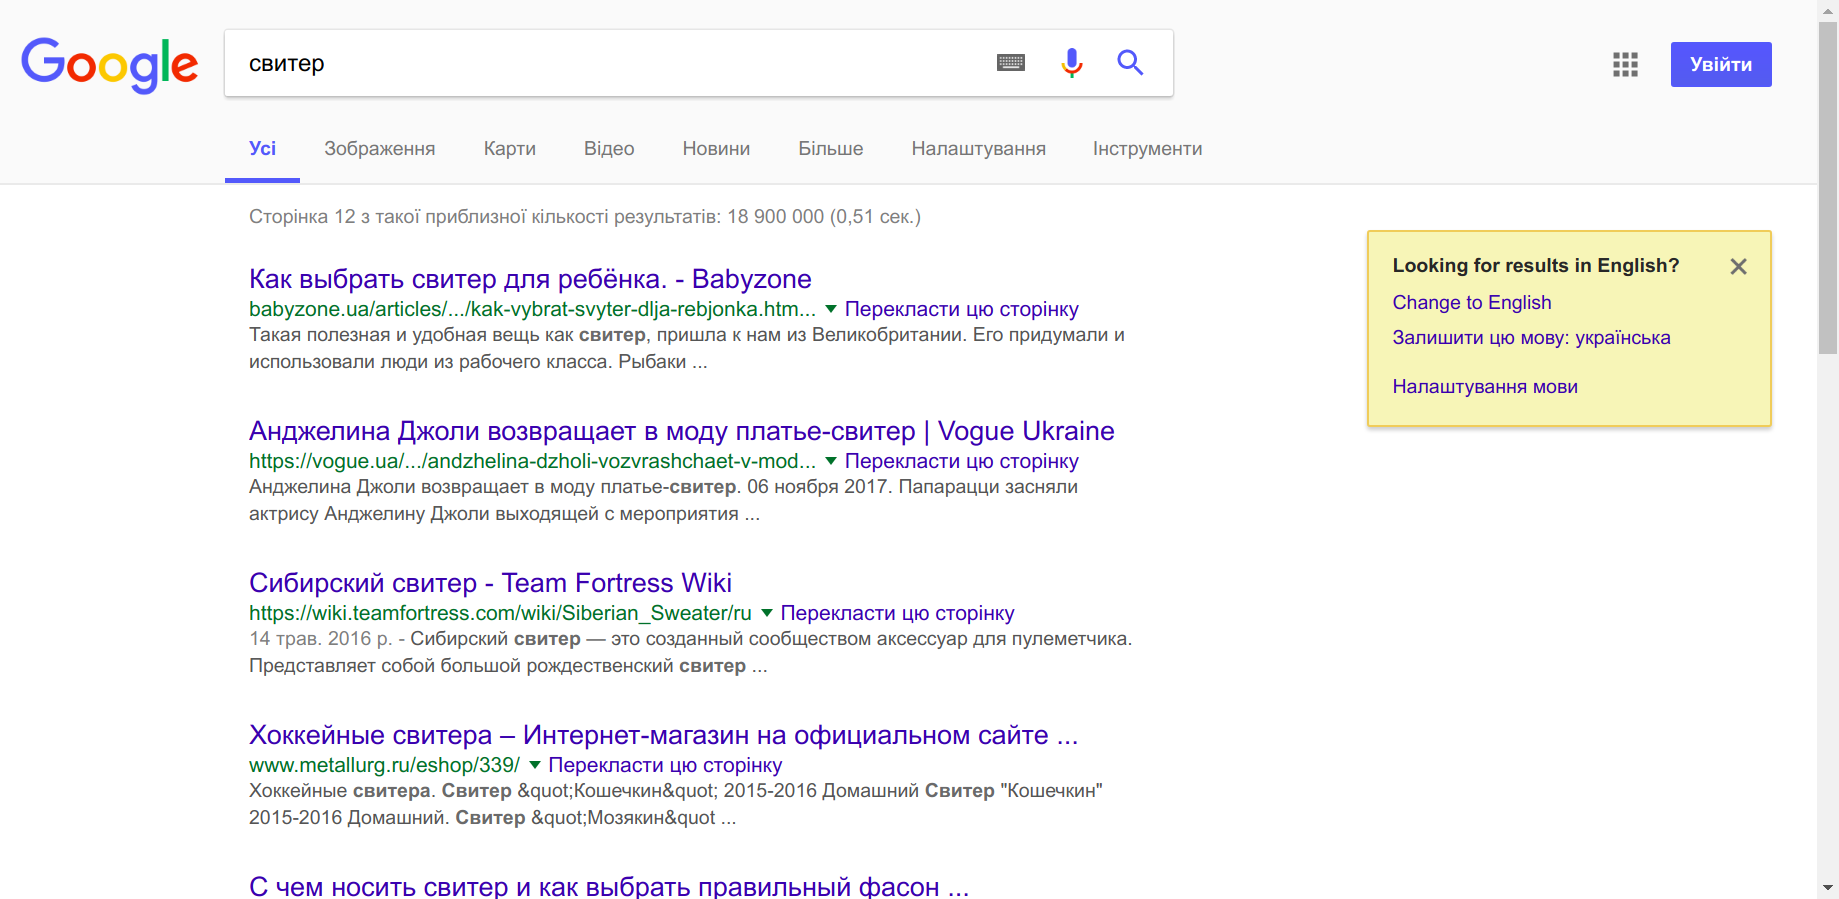 Google
свитер
Увійти
Усі
Зображення
Карти
Відео
Новини
Більше
Налаштування
Інструменти
Сторінка 12 з такої приблизної кількості результатів: 18 900 000 (0,51 сек.)
Как выбрать свитер для ребёнка. - Babyzone
babyzone.ua/articles/.../kak-vybrat-svyter-dlja-rebjonka.htm... ▼ Перекласти цю сторінку
Такая полезная и удобная вещь как свитер, пришла к нам из Великобритании. Его придумали и
использовали люди из рабочего класса. Рыбаки ...
Анджелина Джоли возвращает в моду платье-свитер | Vogue Ukraine
https://vogue.ua/.../andzhelina-dzholi-vozvrashchaet-v-mod... ▼ Перекласти цю сторінку
Анджелина Джоли возвращает в моду платье-свитер. 06 ноября 2017. Папарацци засняли
актрису Анджелину Джоли выходящей с мероприятия ...
Сибирский свитер - Team Fortress Wiki
https://wiki.teamfortress.com/wiki/Siberian_Sweater/ru ▼ Перекласти цю сторінку
14 трав. 2016 р. - Сибирский свитер — это созданный сообществом аксессуар для пулеметчика.
Представляет собой большой рождественский свитер ...
Хоккейные свитера – Интернет-магазин на официальном сайте ...
www.metallurg.ru/eshop/339/ ▼ Перекласти цю сторінку
Хоккейные свитера. Свитер &quot;Кошечкин&quot; 2015-2016 Домашний Свитер "Кошечкин"
2015-2016 Домашний. Свитер &quot;Мозякин&quot ...
С чем носить свитер и как выбрать правильный фасон ...
Looking for results in English?
Change to English
Залишити цю мову: українська
Налаштування мови